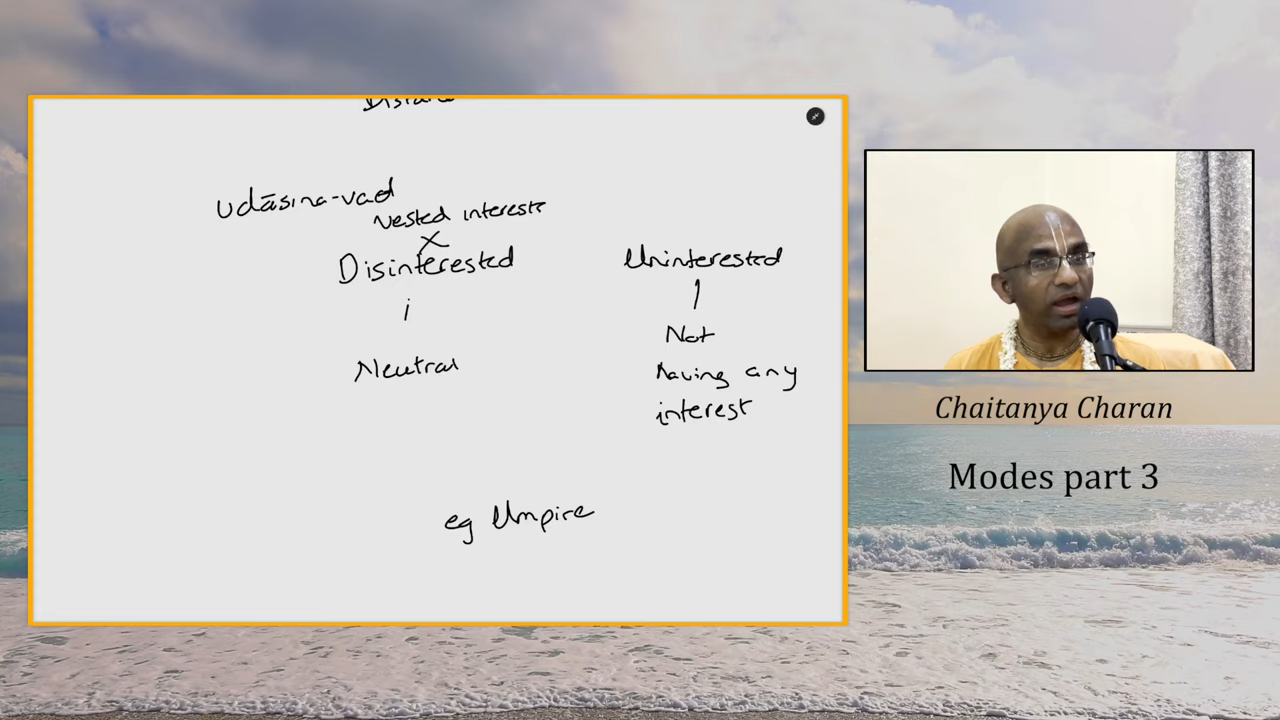 udāsina-vad
Vested interests
X
Disinterested
Neutral
Uninterested
Not
having any
interest
eg Umpire
Chaitanya Charan
Modes part 3